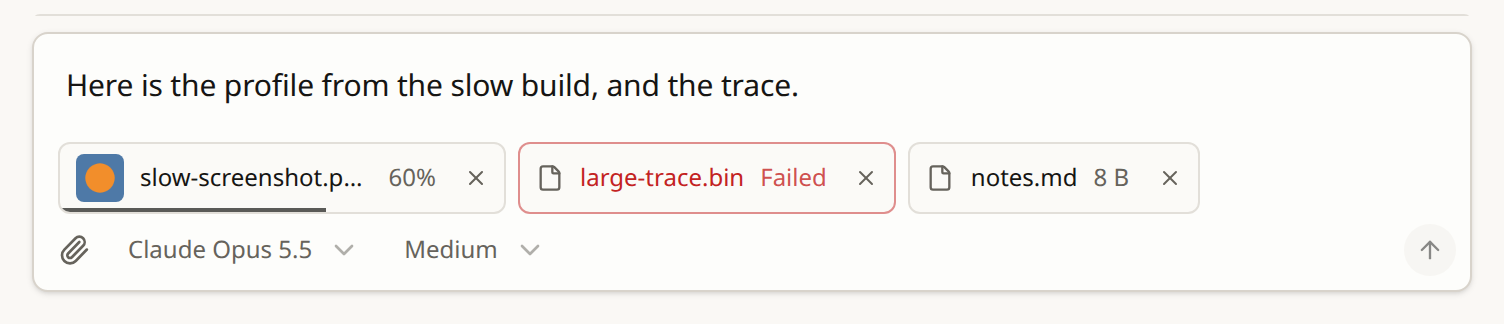 Here is the profile from the slow build, and the trace.
slow-screenshot.p... 60% large-trace.bin Failed notes.md 8 B
Claude Opus 5.5 Medium